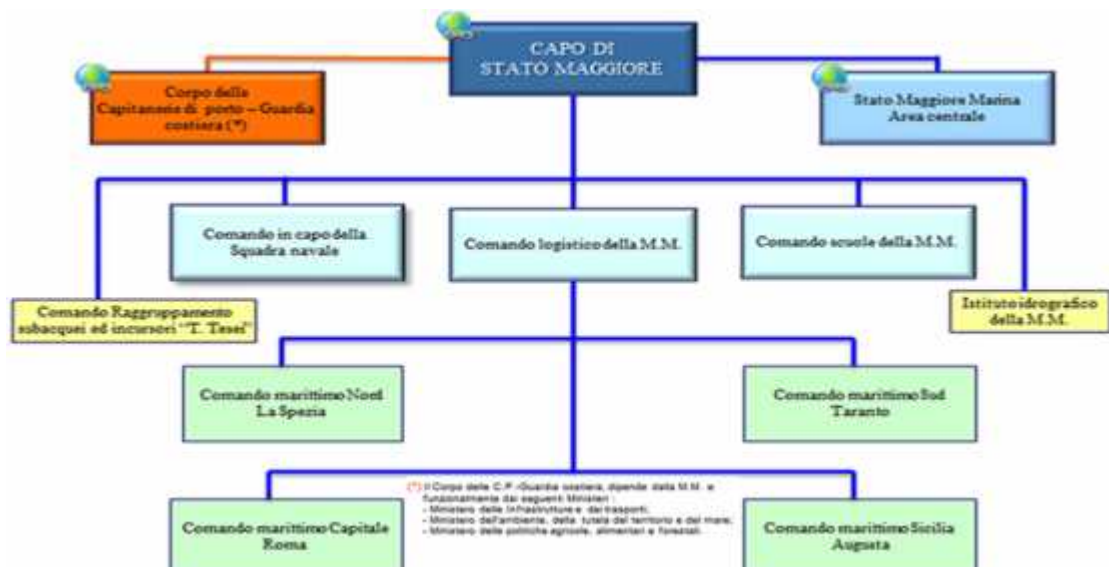 CAPO DI
STATO MAGGIORE
Corpo delle
Capitanerie di porto – Guardia
costiera (*)
Stato Maggiore Marina
Area centrale
Comando in capo della
Squadra navale
Comando logistico della M.M.
Comando scuole della M.M.
Comando Raggruppamento
subacquei ed incursori "T. Tesei"
Istituto idrografico
della M.M.
Comando marittimo Nord
La Spezia
Comando marittimo Sud
Taranto
(*) Il Corpo delle C.P.-Guardia costiera, dipende dalla M.M. e
funzionalmente dai seguenti Ministeri :
- Ministero delle Infrastrutture e dei trasporti;
- Ministero dell'ambiente, della tutela del territorio e del mare;
- Ministero delle politiche agricole, alimentari e forestali.
Comando marittimo Capitale
Roma
Comando marittimo Sicilia
Augusta